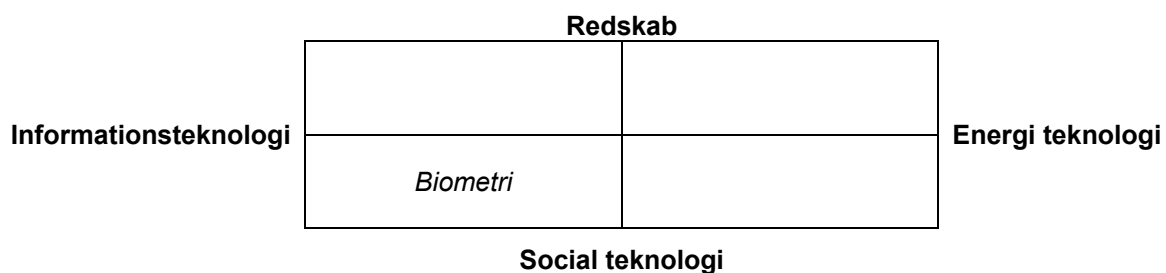 Redskab
Informationsteknologi
Energi teknologi
Biometri
Social teknologi